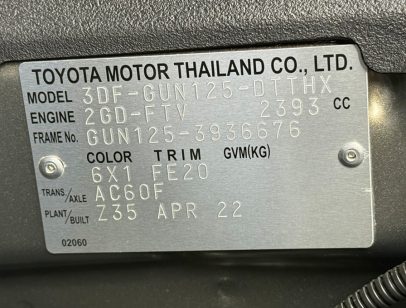 TOYOTA MOTOR THAILAND CO., LTD.
MODEL 3DF-GUN125-DTTHX
ENGINE 2GD-FTV 2393 CC
FRAME No. GUN125-3936676
COLOR TRIM GVM(KG)
6X1 FE20
TRANS/AXLE AC60F
PLANT/BUILT Z35 APR 22
02060